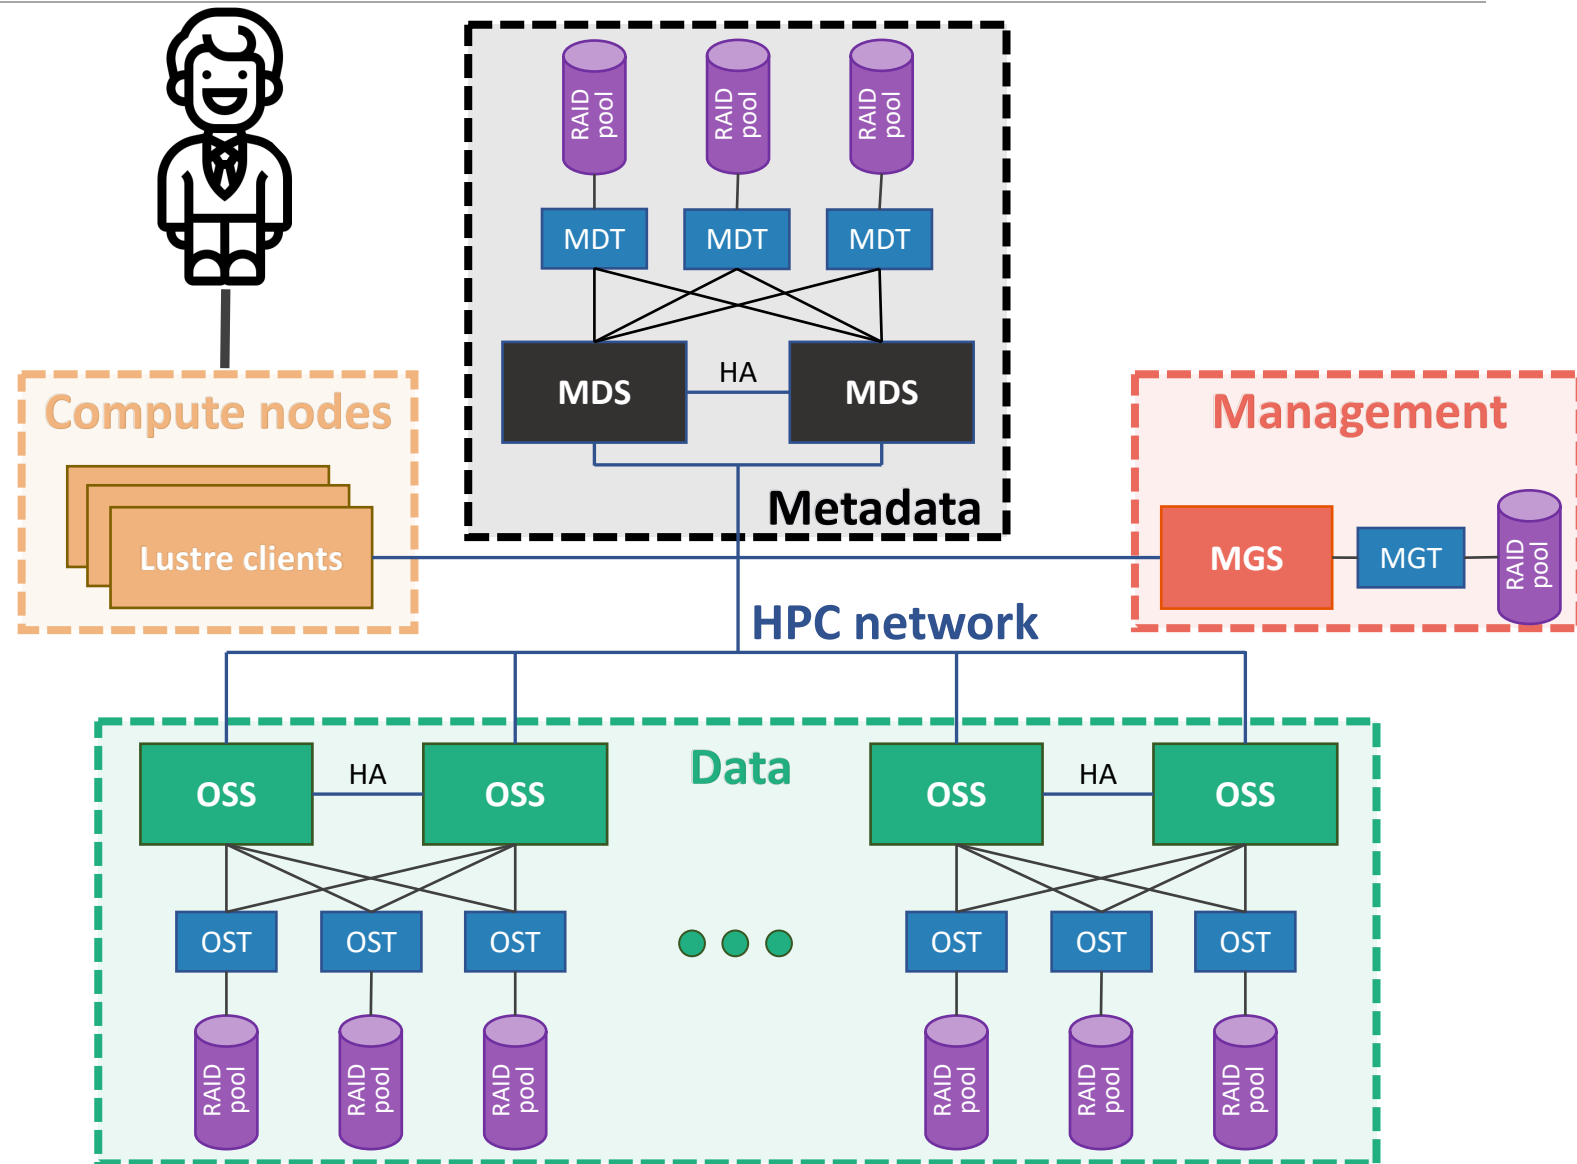 RAID
pool
RAID
pool
RAID
pool
MDT
MDT
MDT
MDS
HA
MDS
Metadata
Compute nodes
Lustre clients
Management
MGS
MGT
RAID
pool
HPC network
Data
OSS
HA
OSS
OSS
HA
OSS
OST
OST
OST
OST
OST
OST
RAID
pool
RAID
pool
RAID
pool
RAID
pool
RAID
pool
RAID
pool